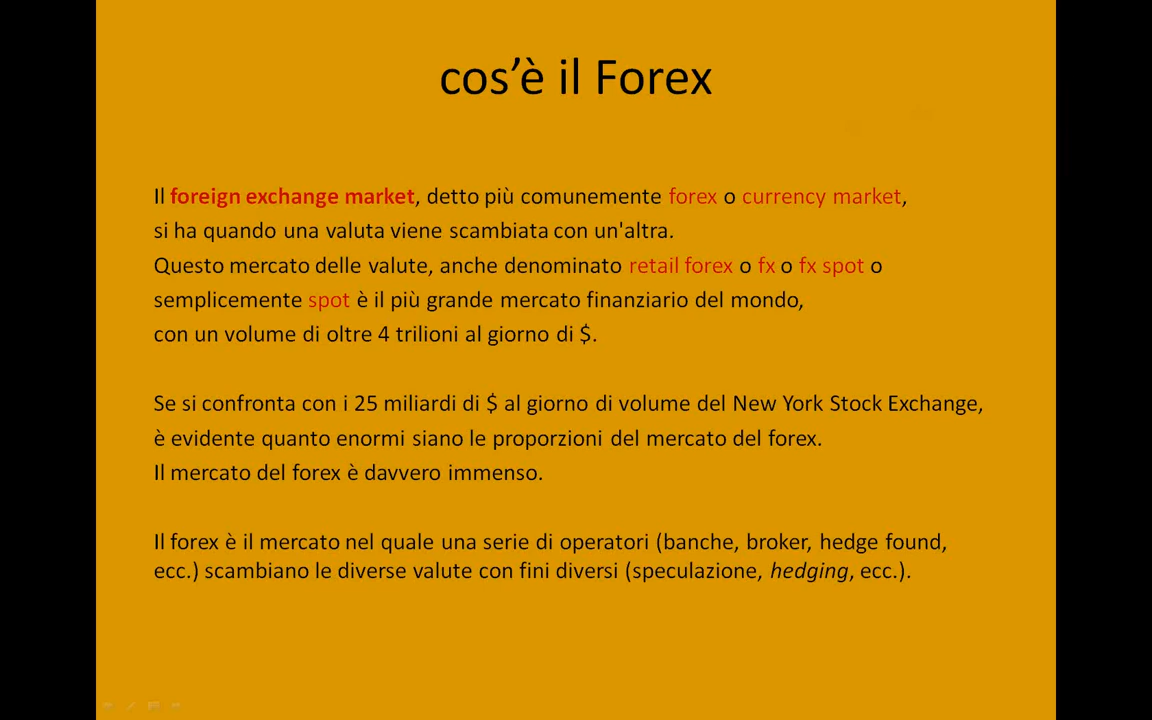 cos’è il Forex
Il foreign exchange market, detto più comunemente forex o currency market,
si ha quando una valuta viene scambiata con un'altra.
Questo mercato delle valute, anche denominato retail forex o fx o fx spot o
semplicemente spot è il più grande mercato finanziario del mondo,
con un volume di oltre 4 trilioni al giorno di $.
Se si confronta con i 25 miliardi di $ al giorno di volume del New York Stock Exchange,
è evidente quanto enormi siano le proporzioni del mercato del forex.
Il mercato del forex è davvero immenso.
Il forex è il mercato nel quale una serie di operatori (banche, broker, hedge found,
ecc.) scambiano le diverse valute con fini diversi (speculazione, hedging, ecc.).